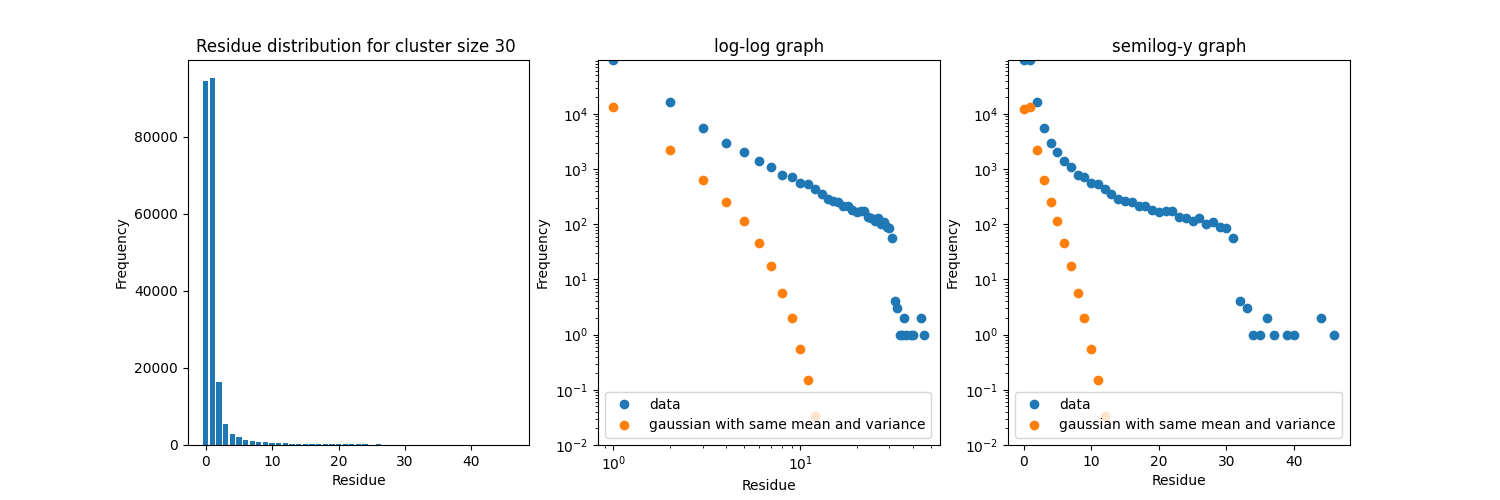 Residue distribution for cluster size 30
Frequency
80000
60000
40000
20000
0
0
10
20
30
40
Residue
log-log graph
Frequency
10^4
10^3
10^2
10^1
10^0
10^-1
10^-2
10^0
10^1
Residue
data
gaussian with same mean and variance
semilog-y graph
Frequency
10^4
10^3
10^2
10^1
10^0
10^-1
10^-2
0
10
20
30
40
Residue
data
gaussian with same mean and variance